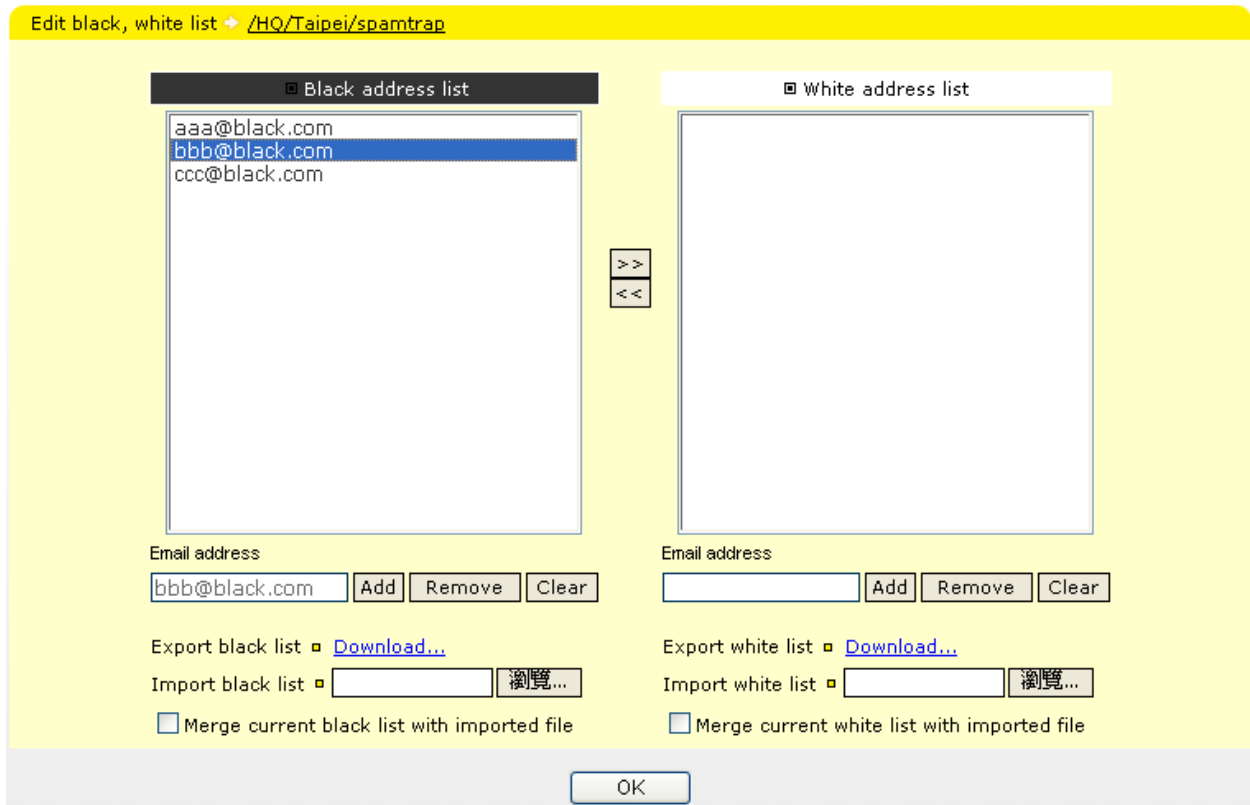 Edit black, white list /HQ/Taipei/spamtrap
Black address list
aaa@black.com
bbb@black.com
ccc@black.com
>>
<<
White address list
Email address
bbb@black.com Add Remove Clear
Export black list Download...
Import black list 瀏覽...
Merge current black list with imported file
Email address
Add Remove Clear
Export white list Download...
Import white list 瀏覽...
Merge current white list with imported file
OK